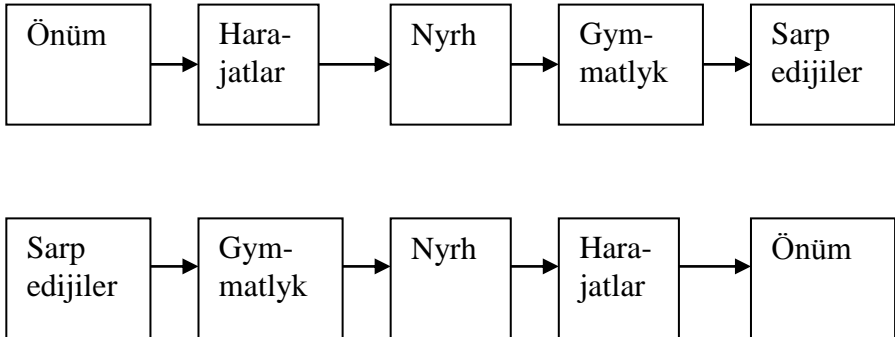 Önüm
Hara-
jatlar
Nyrh
Gym-
matlyk
Sarp
edijiler
Sarp
edijiler
Gym-
matlyk
Nyrh
Hara-
jatlar
Önüm